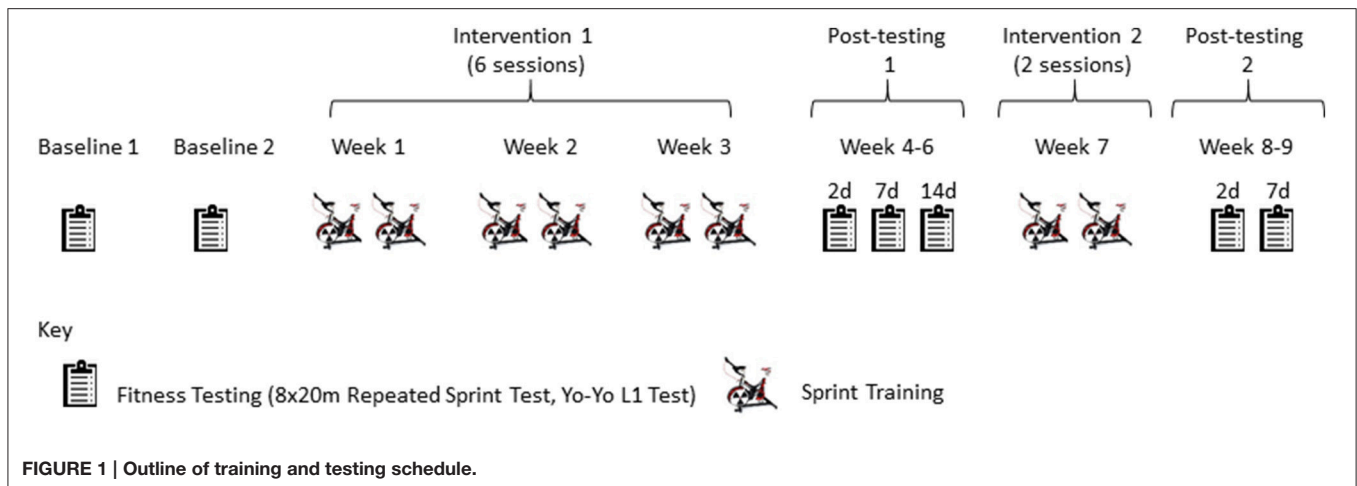 Intervention 1
(6 sessions)
Post-testing
1
Intervention 2
(2 sessions)
Post-testing
2
Baseline 1
Baseline 2
Week 1
Week 2
Week 3
Week 4-6
Week 7
Week 8-9
2d 7d 14d
2d 7d
Key
Fitness Testing (8x20m Repeated Sprint Test, Yo-Yo L1 Test)
Sprint Training
FIGURE 1 | Outline of training and testing schedule.